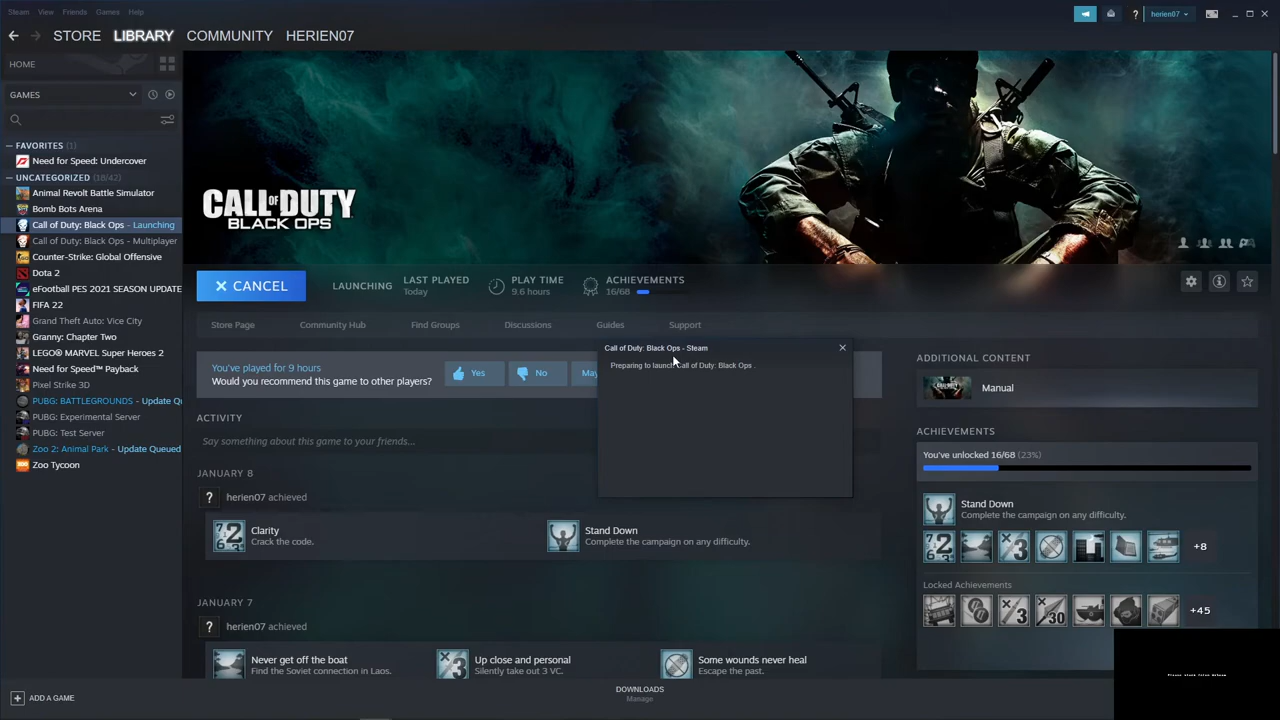 Steam View Friends Games Help
herien07
STORE LIBRARY COMMUNITY HERIEN07
HOME
GAMES
FAVORITES (1)
Need for Speed: Undercover
UNCATEGORIZED (18/42)
Animal Revolt Battle Simulator
Bomb Bots Arena
Call of Duty: Black Ops - Launching
Call of Duty: Black Ops - Multiplayer
Counter-Strike: Global Offensive
Dota 2
eFootball PES 2021 SEASON UPDATE
FIFA 22
Grand Theft Auto: Vice City
Granny: Chapter Two
LEGO® MARVEL Super Heroes 2
Need for Speed™ Payback
Pixel Strike 3D
PUBG: BATTLEGROUNDS - Update Qu
PUBG: Experimental Server
PUBG: Test Server
Zoo 2: Animal Park - Update Queued
Zoo Tycoon
ADD A GAME
CALL OF DUTY
BLACK OPS
CANCEL
LAUNCHING
LAST PLAYED
Today
PLAY TIME
9.6 hours
ACHIEVEMENTS
16/68
Store Page Community Hub Find Groups Discussions Guides Support
You've played for 9 hours
Would you recommend this game to other players?
Yes No May
Call of Duty: Black Ops - Steam
Preparing to launch Call of Duty: Black Ops .
ACTIVITY
Say something about this game to your friends...
JANUARY 8
herien07 achieved
Clarity
Crack the code.
Stand Down
Complete the campaign on any difficulty.
JANUARY 7
herien07 achieved
Never get off the boat
Find the Soviet connection in Laos.
Up close and personal
Silently take out 3 VC.
Some wounds never heal
Escape the past.
ADDITIONAL CONTENT
Manual
ACHIEVEMENTS
You've unlocked 16/68 (23%)
Stand Down
Complete the campaign on any difficulty.
+8
Locked Achievements
+45
DOWNLOADS
Manage